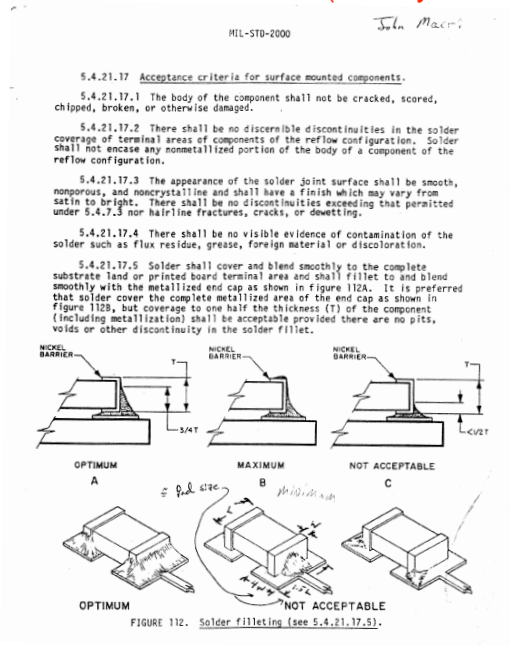 John Macri
MIL-STD-2000
5.4.21.17 Acceptance criteria for surface mounted components.
5.4.21.17.1 The body of the component shall not be cracked, scored,
chipped, broken, or otherwise damaged.
5.4.21.17.2 There shall be no discernible discontinuities in the solder
coverage of terminal areas of components of the reflow configuration. Solder
shall not encase any nonmetallized portion of the body of a component of the
reflow configuration.
5.4.21.17.3 The appearance of the solder joint surface shall be smooth,
nonporous, and noncrystalline and shall have a finish which may vary from
satin to bright. There shall be no discontinuities exceeding that permitted
under 5.4.7.3 nor hairline fractures, cracks, or dewetting.
5.4.21.17.4 There shall be no visible evidence of contamination of the
solder such as flux residue, grease, foreign material or discoloration.
5.4.21.17.5 Solder shall cover and blend smoothly to the complete
substrate land or printed board terminal area and shall fillet to and blend
smoothly with the metallized end cap as shown in figure 112A. It is preferred
that solder cover the complete metallized area of the end cap as shown in
figure 112B, but coverage to one half the thickness (T) of the component
(including metallization) shall be acceptable provided there are no pits,
voids or other discontinuity in the solder fillet.
NICKEL BARRIER
T
3/4T
NICKEL BARRIER
NICKEL BARRIER
T
<1/2T
OPTIMUM MAXIMUM NOT ACCEPTABLE
A B C
= pad size
minimum
L
W
OPTIMUM NOT ACCEPTABLE
FIGURE 112. Solder filleting (see 5.4.21.17.5).